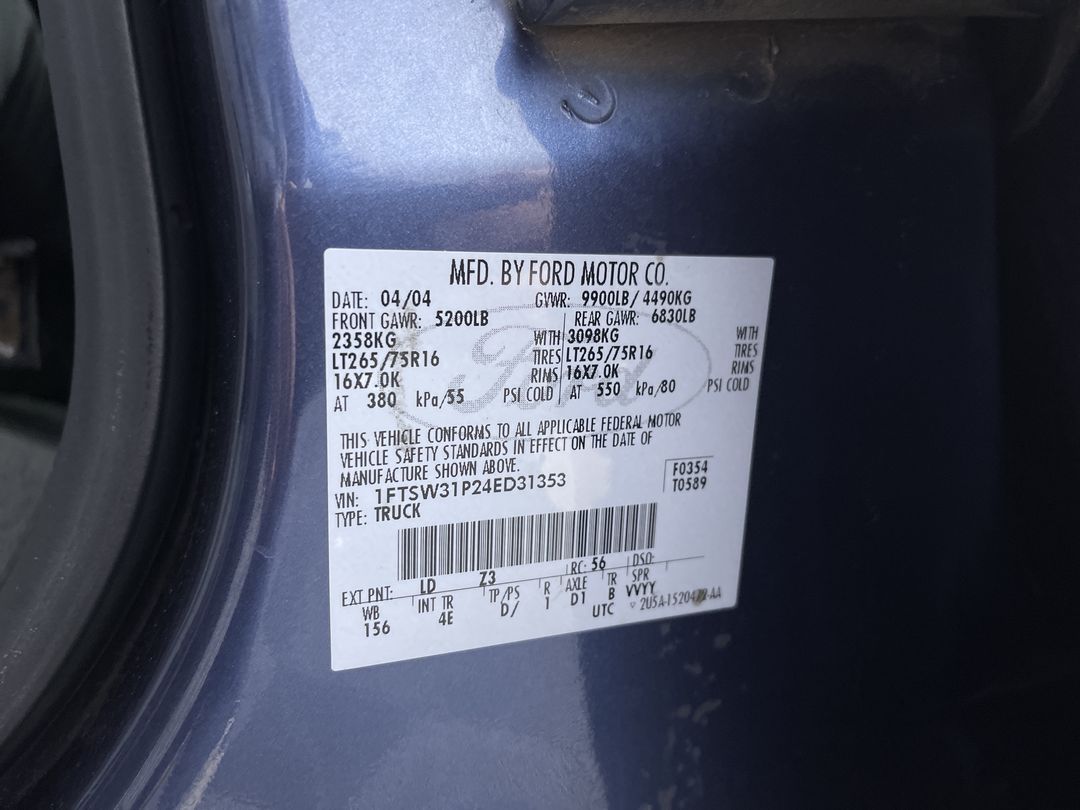 MFD. BY FORD MOTOR CO.
DATE: 04/04 GVWR: 9900LB/ 4490KG
FRONT GAWR: 5200LB REAR GAWR: 6830LB
2358KG WITH 3098KG WITH
LT265/75R16 TIRES LT265/75R16 TIRES
16X7.0K RIMS 16X7.0K RIMS
AT 380 kPa/55 PSI COLD AT 550 kPa/80 PSI COLD
Ford
THIS VEHICLE CONFORMS TO ALL APPLICABLE FEDERAL MOTOR
VEHICLE SAFETY STANDARDS IN EFFECT ON THE DATE OF
MANUFACTURE SHOWN ABOVE.
VIN: 1FTSW31P24ED31353 F0354
TYPE: TRUCK T0589
EXT PNT: LD Z3 RC: 56 DSO:
WB INT TR TP/PS R AXLE TR SPR
156 4E D/ 1 D1 B VVYY
UTC